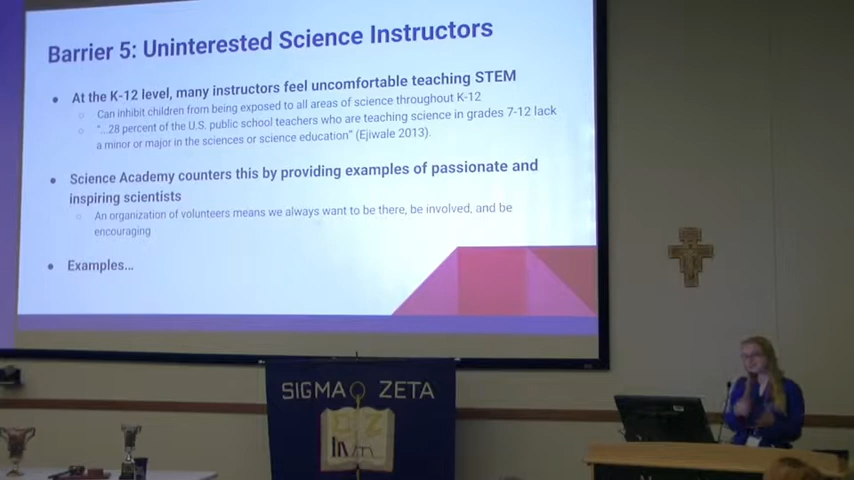 Barrier 5: Uninterested Science Instructors
At the K-12 level, many instructors feel uncomfortable teaching STEM
Can inhibit children from being exposed to all areas of science throughout K-12
"...28 percent of the U.S. public school teachers who are teaching science in grades 7-12 lack
a minor or major in the sciences or science education" (Ejiwale 2013).
Science Academy counters this by providing examples of passionate and
inspiring scientists
An organization of volunteers means we always want to be there, be involved, and be
encouraging
Examples...
SIGMA ZETA
ΣΖ